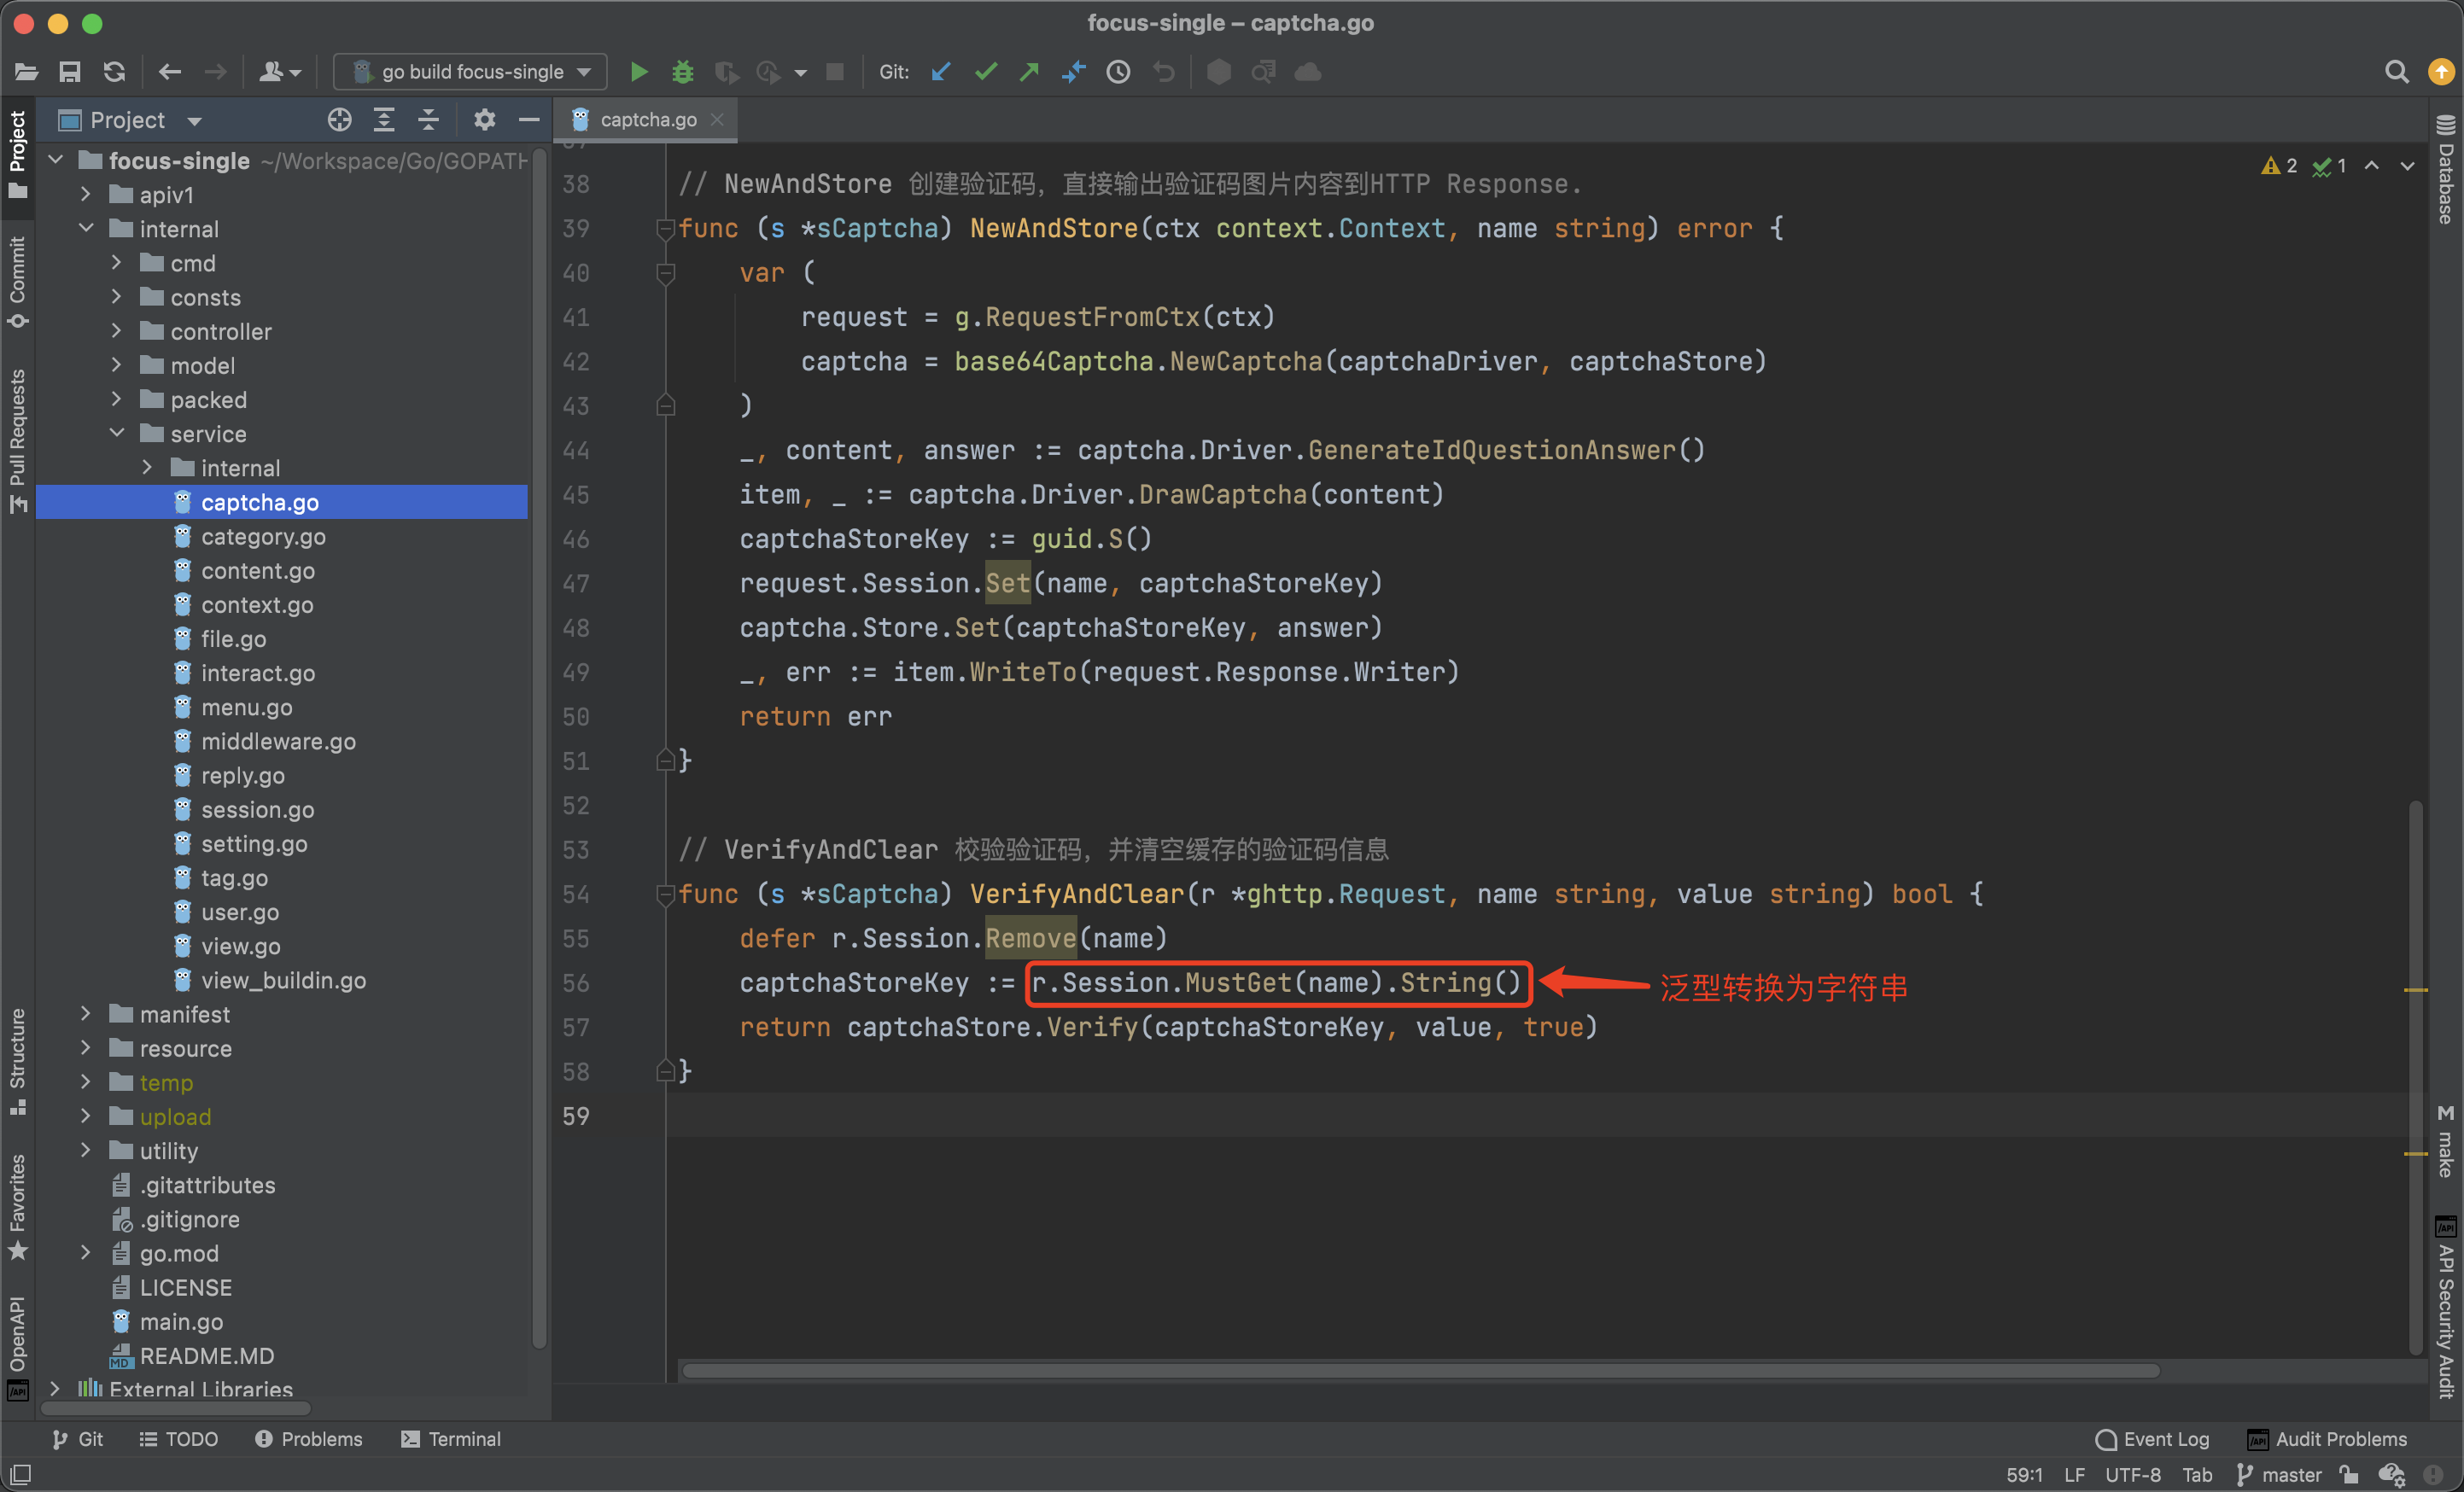 focus-single – captcha.go
go build focus-single
Git:
Project
captcha.go
Project
Commit
Pull Requests
Structure
Favorites
OpenAPI
focus-single ~/Workspace/Go/GOPATH
apiv1
internal
cmd
consts
controller
model
packed
service
internal
captcha.go
category.go
content.go
context.go
file.go
interact.go
menu.go
middleware.go
reply.go
session.go
setting.go
tag.go
user.go
view.go
view_buildin.go
manifest
resource
temp
upload
utility
.gitattributes
.gitignore
go.mod
LICENSE
main.go
README.MD
External Libraries
2 1
37
38 // NewAndStore 创建验证码，直接输出验证码图片内容到HTTP Response.
39 func (s *sCaptcha) NewAndStore(ctx context.Context, name string) error {
40 var (
41 request = g.RequestFromCtx(ctx)
42 captcha = base64Captcha.NewCaptcha(captchaDriver, captchaStore)
43 )
44 _, content, answer := captcha.Driver.GenerateIdQuestionAnswer()
45 item, _ := captcha.Driver.DrawCaptcha(content)
46 captchaStoreKey := guid.S()
47 request.Session.Set(name, captchaStoreKey)
48 captcha.Store.Set(captchaStoreKey, answer)
49 _, err := item.WriteTo(request.Response.Writer)
50 return err
51 }
52
53 // VerifyAndClear 校验验证码，并清空缓存的验证码信息
54 func (s *sCaptcha) VerifyAndClear(r *ghttp.Request, name string, value string) bool {
55 defer r.Session.Remove(name)
56 captchaStoreKey := r.Session.MustGet(name).String() 泛型转换为字符串
57 return captchaStore.Verify(captchaStoreKey, value, true)
58 }
59
Database
make
API Security Audit
Git TODO Problems Terminal Event Log Audit Problems
59:1 LF UTF-8 Tab master